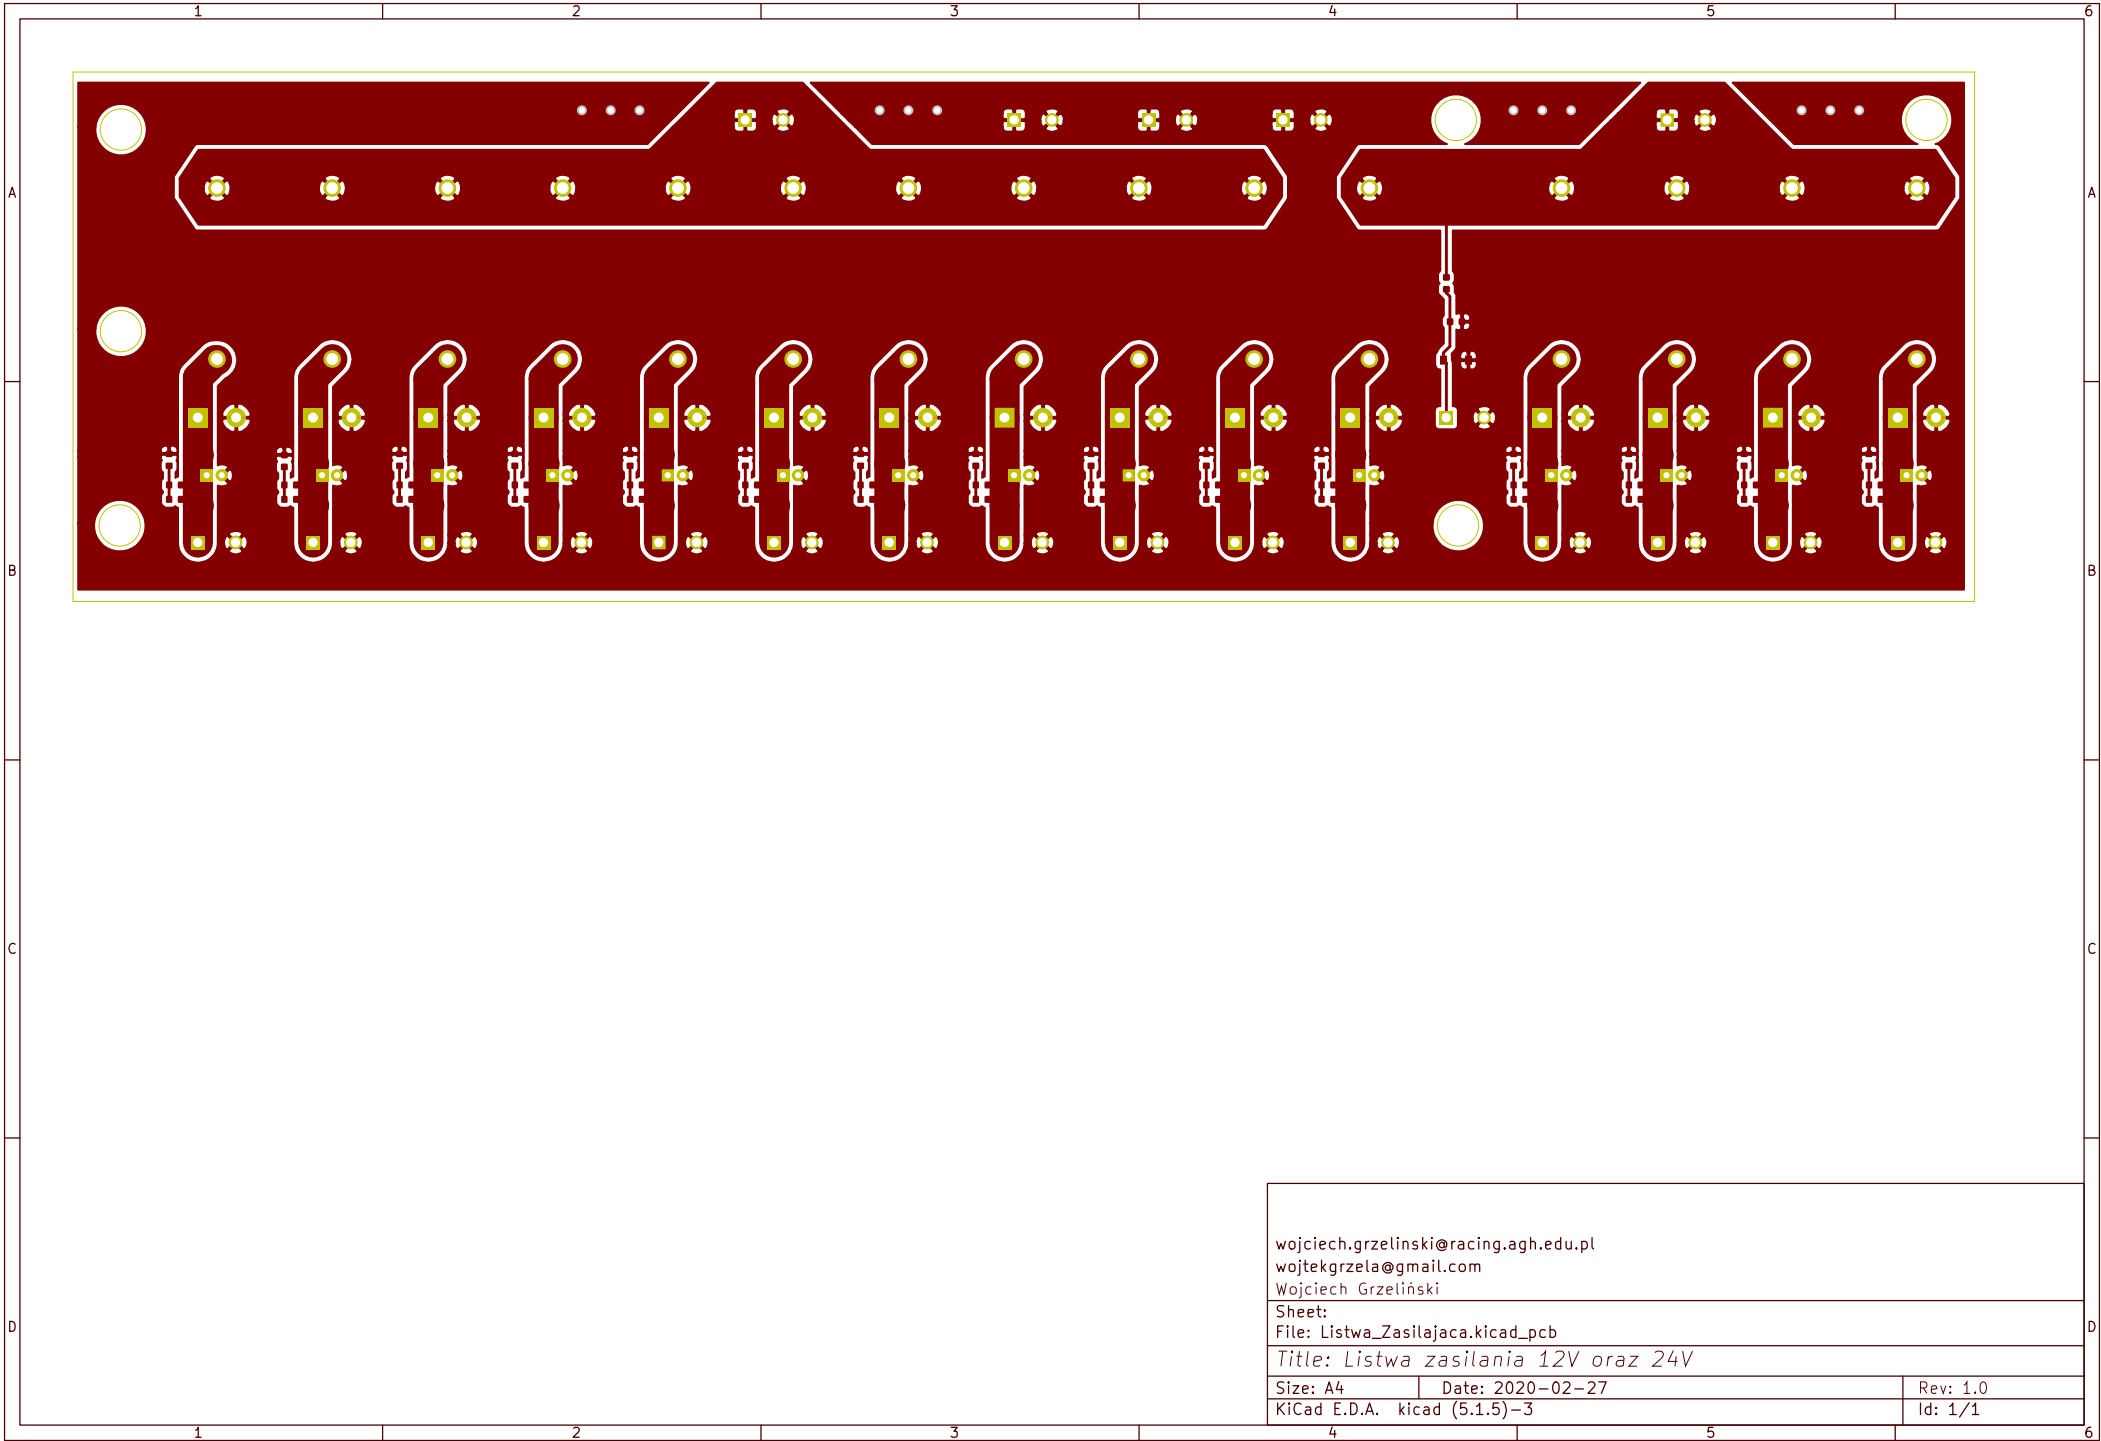 1 2 3 4 5 6
A A
B B
C C
wojciech.grzelinski@racing.agh.edu.pl
wojtekgrzela@gmail.com
Wojciech Grzeliński
Sheet:
File: Listwa_Zasilajaca.kicad_pcb
D D
Title: Listwa zasilania 12V oraz 24V
Size: A4 Date: 2020-02-27 Rev: 1.0
KiCad E.D.A. kicad (5.1.5)-3 Id: 1/1
1 2 3 4 5 6